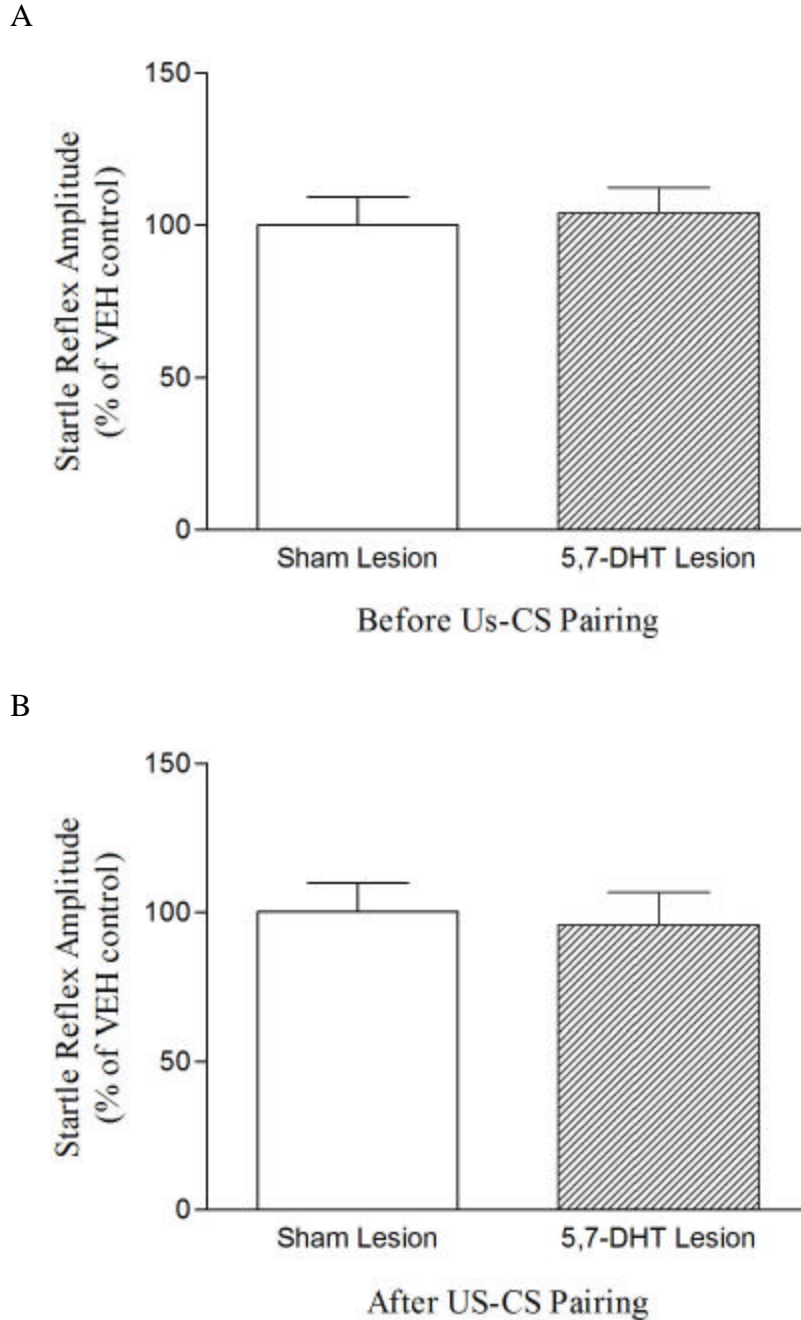 A
Startle Reflex Amplitude
(% of VEH control)
150
100
50
0
Sham Lesion
5,7-DHT Lesion
Before Us-CS Pairing
B
Startle Reflex Amplitude
(% of VEH control)
150
100
50
0
Sham Lesion
5,7-DHT Lesion
After US-CS Pairing